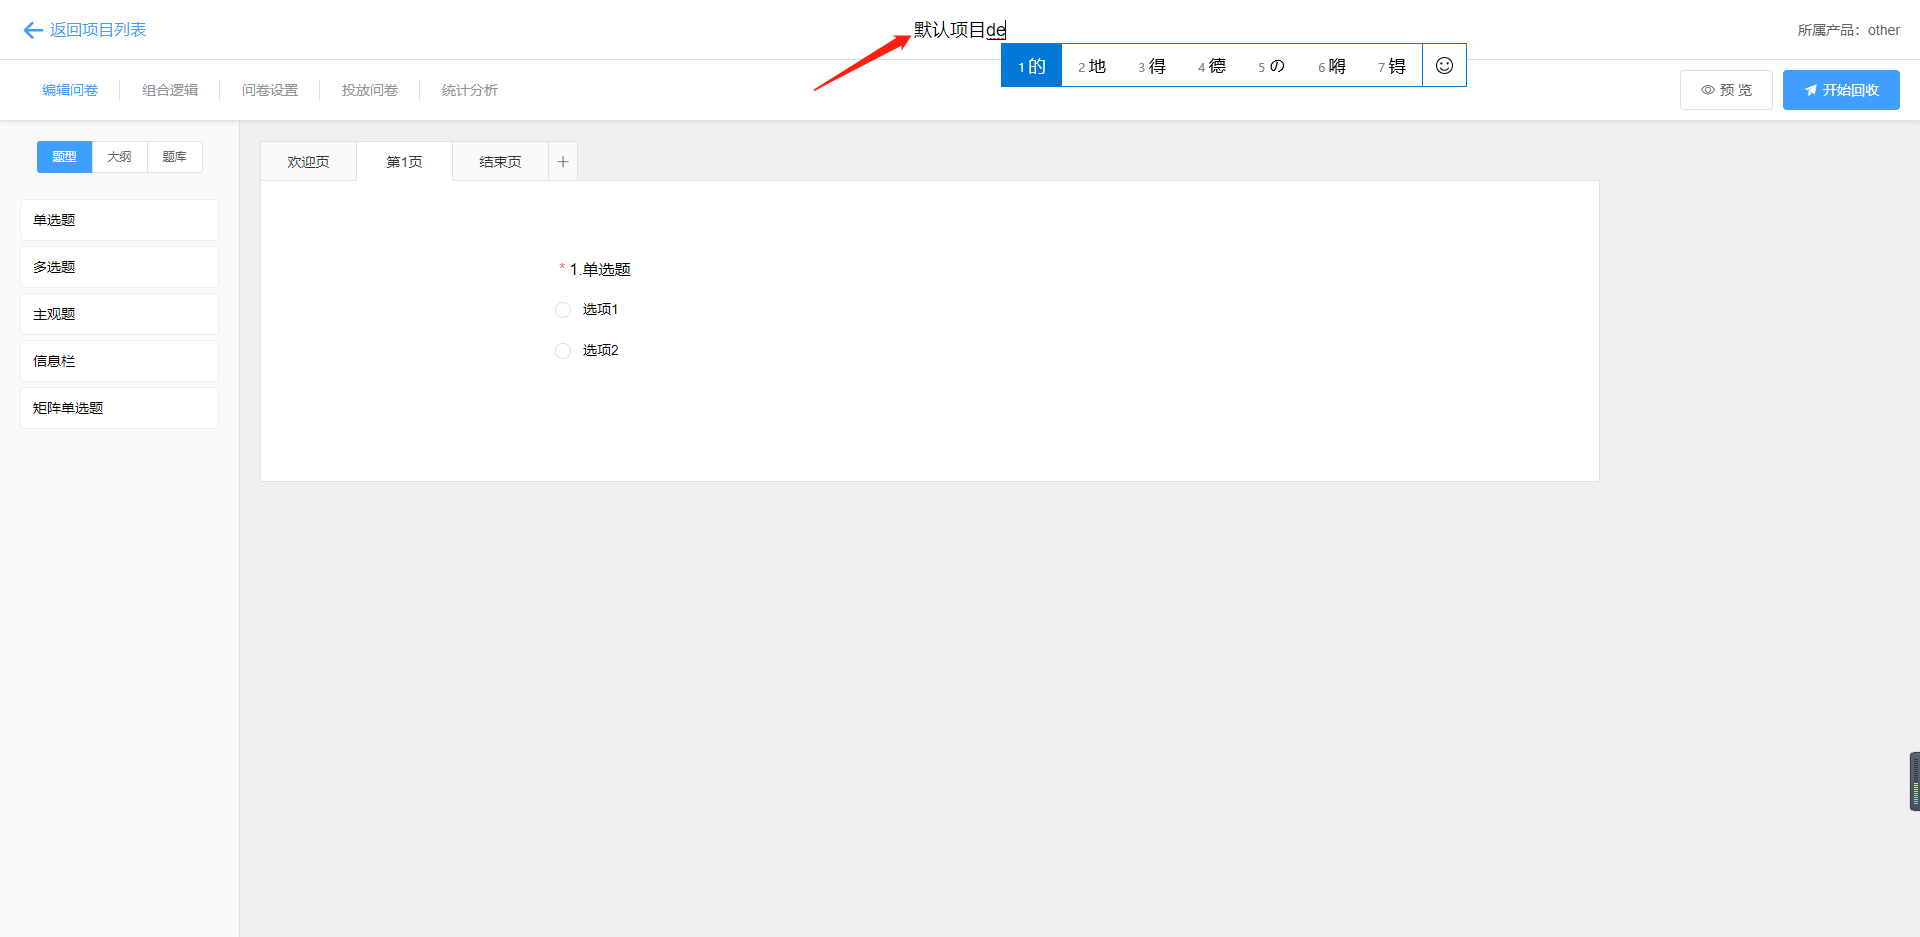 返回项目列表
默认项目de
所属产品：other
1 的 2 地 3 得 4 德 5 の 6 嘚 7 锝
编辑问卷 组合逻辑 问卷设置 投放问卷 统计分析
预 览 开始回收
题型 大纲 题库
欢迎页 第1页 结束页
单选题
多选题
主观题
信息栏
矩阵单选题
* 1.单选题
选项1
选项2